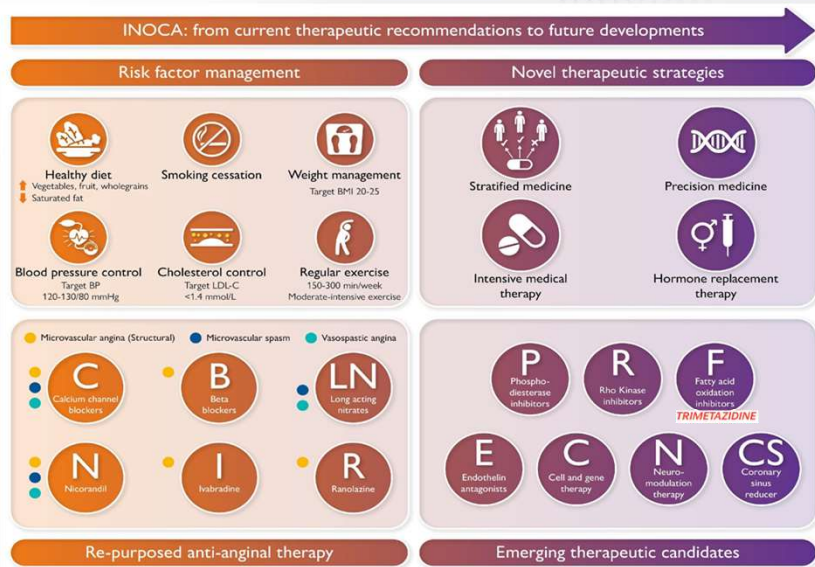 INOCA: from current therapeutic recommendations to future developments
Risk factor management
Novel therapeutic strategies
Healthy diet
Vegetables, fruit, wholegrains
Saturated fat
Smoking cessation
Weight management
Target BMI 20-25
Blood pressure control
Target BP
120-130/80 mmHg
Cholesterol control
Target LDL-C
<1.4 mmol/L
Regular exercise
150-300 min/week
Moderate-intensive exercise
Stratified medicine
Precision medicine
Intensive medical
therapy
Hormone replacement
therapy
Microvascular angina (Structural)
Microvascular spasm
Vasospastic angina
C
Calcium channel
blockers
B
Beta
blockers
LN
Long acting
nitrates
N
Nicorandil
I
Ivabradine
R
Ranolazine
P
Phospho-
diesterase
inhibitors
R
Rho Kinase
inhibitors
F
Fatty acid
oxidation
inhibitors
TRIMETAZIDINE
E
Endothelin
antagonists
C
Cell and gene
therapy
N
Neuro-
modulation
therapy
CS
Coronary
sinus
reducer
Re-purposed anti-anginal therapy
Emerging therapeutic candidates